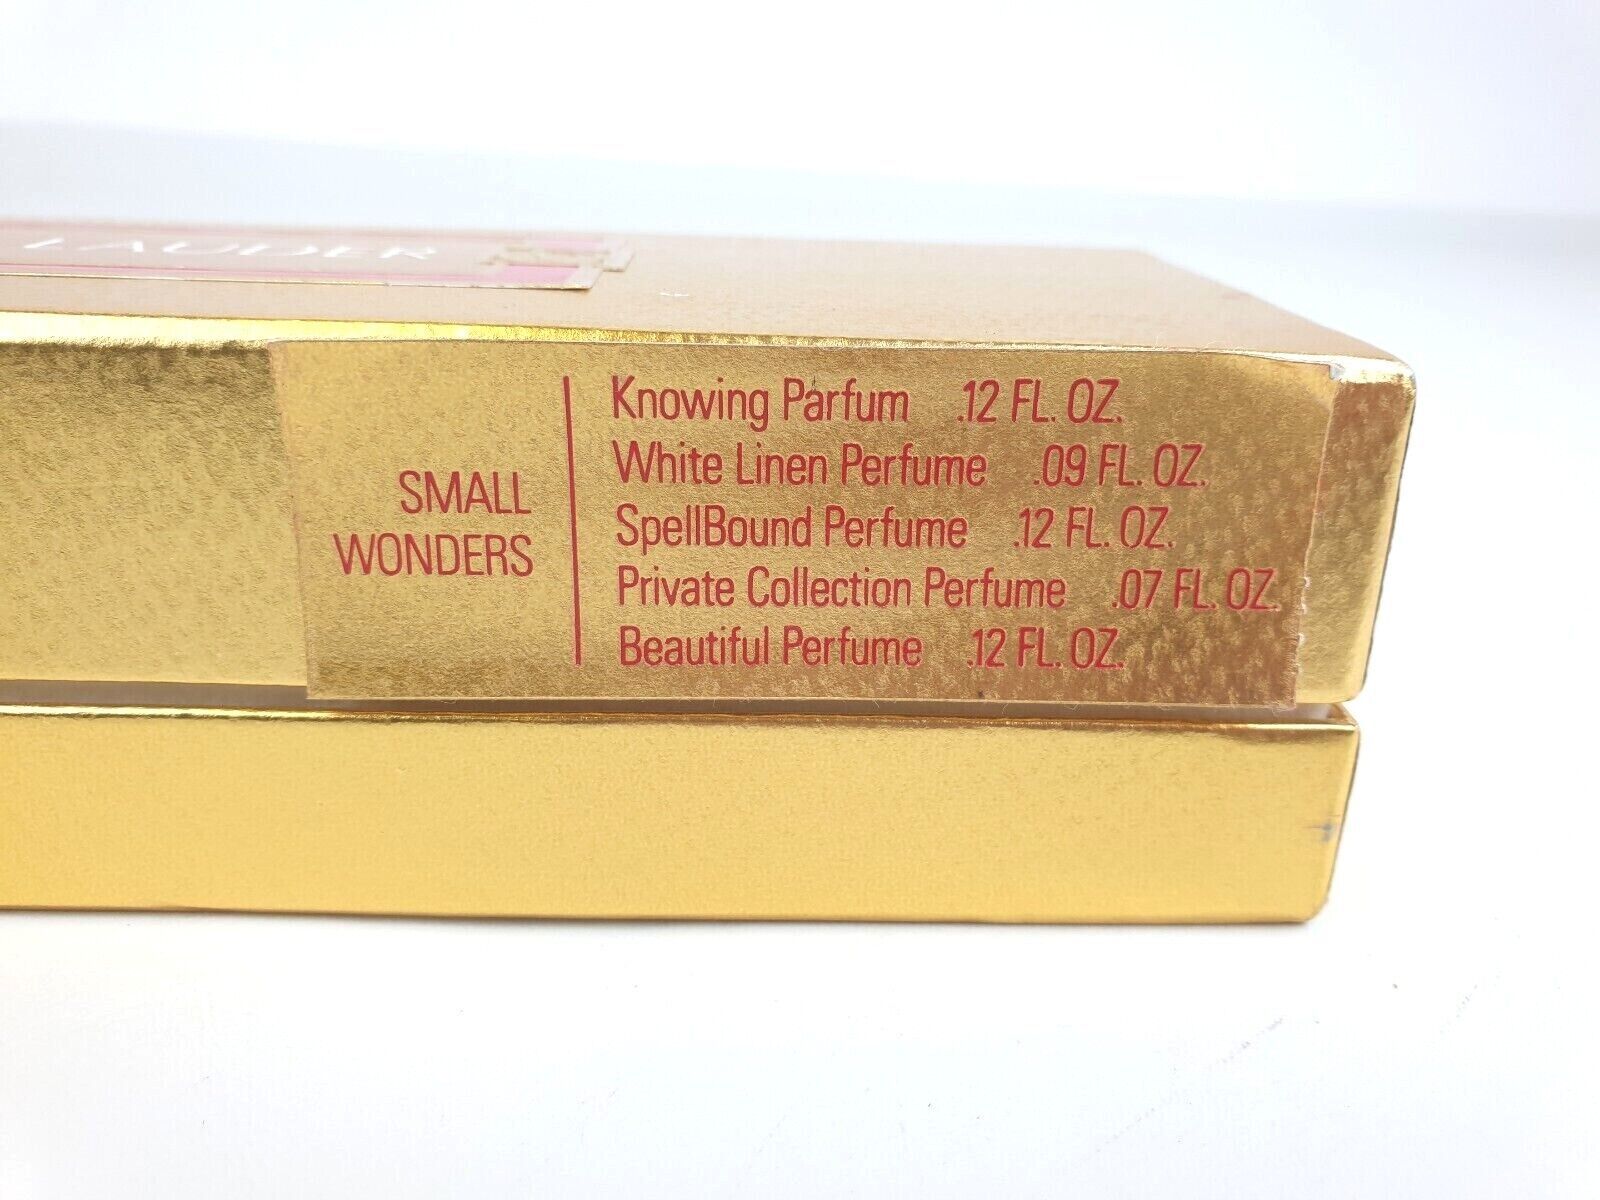 LAUDER
SMALL
WONDERS
Knowing Parfum .12 FL. OZ.
White Linen Perfume .09 FL. OZ.
SpellBound Perfume .12 FL. OZ.
Private Collection Perfume .07 FL. OZ.
Beautiful Perfume .12 FL. OZ.